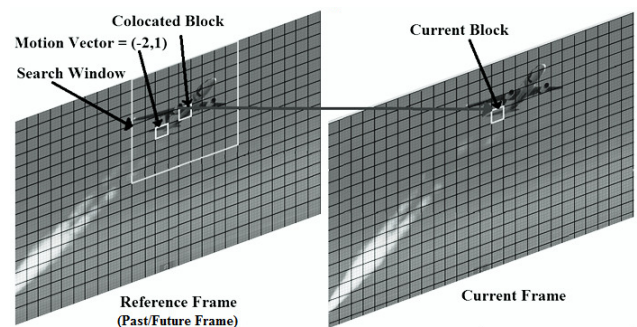 Colocated Block
Motion Vector = (-2,1)
Search Window
Current Block
Reference Frame
(Past/Future Frame)
Current Frame